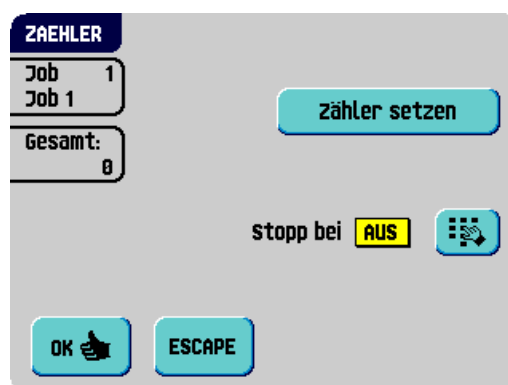 ZAEHLER
Job 1
Job 1
Zähler setzen
Gesamt:
0
Stopp bei AUS
OK
ESCAPE